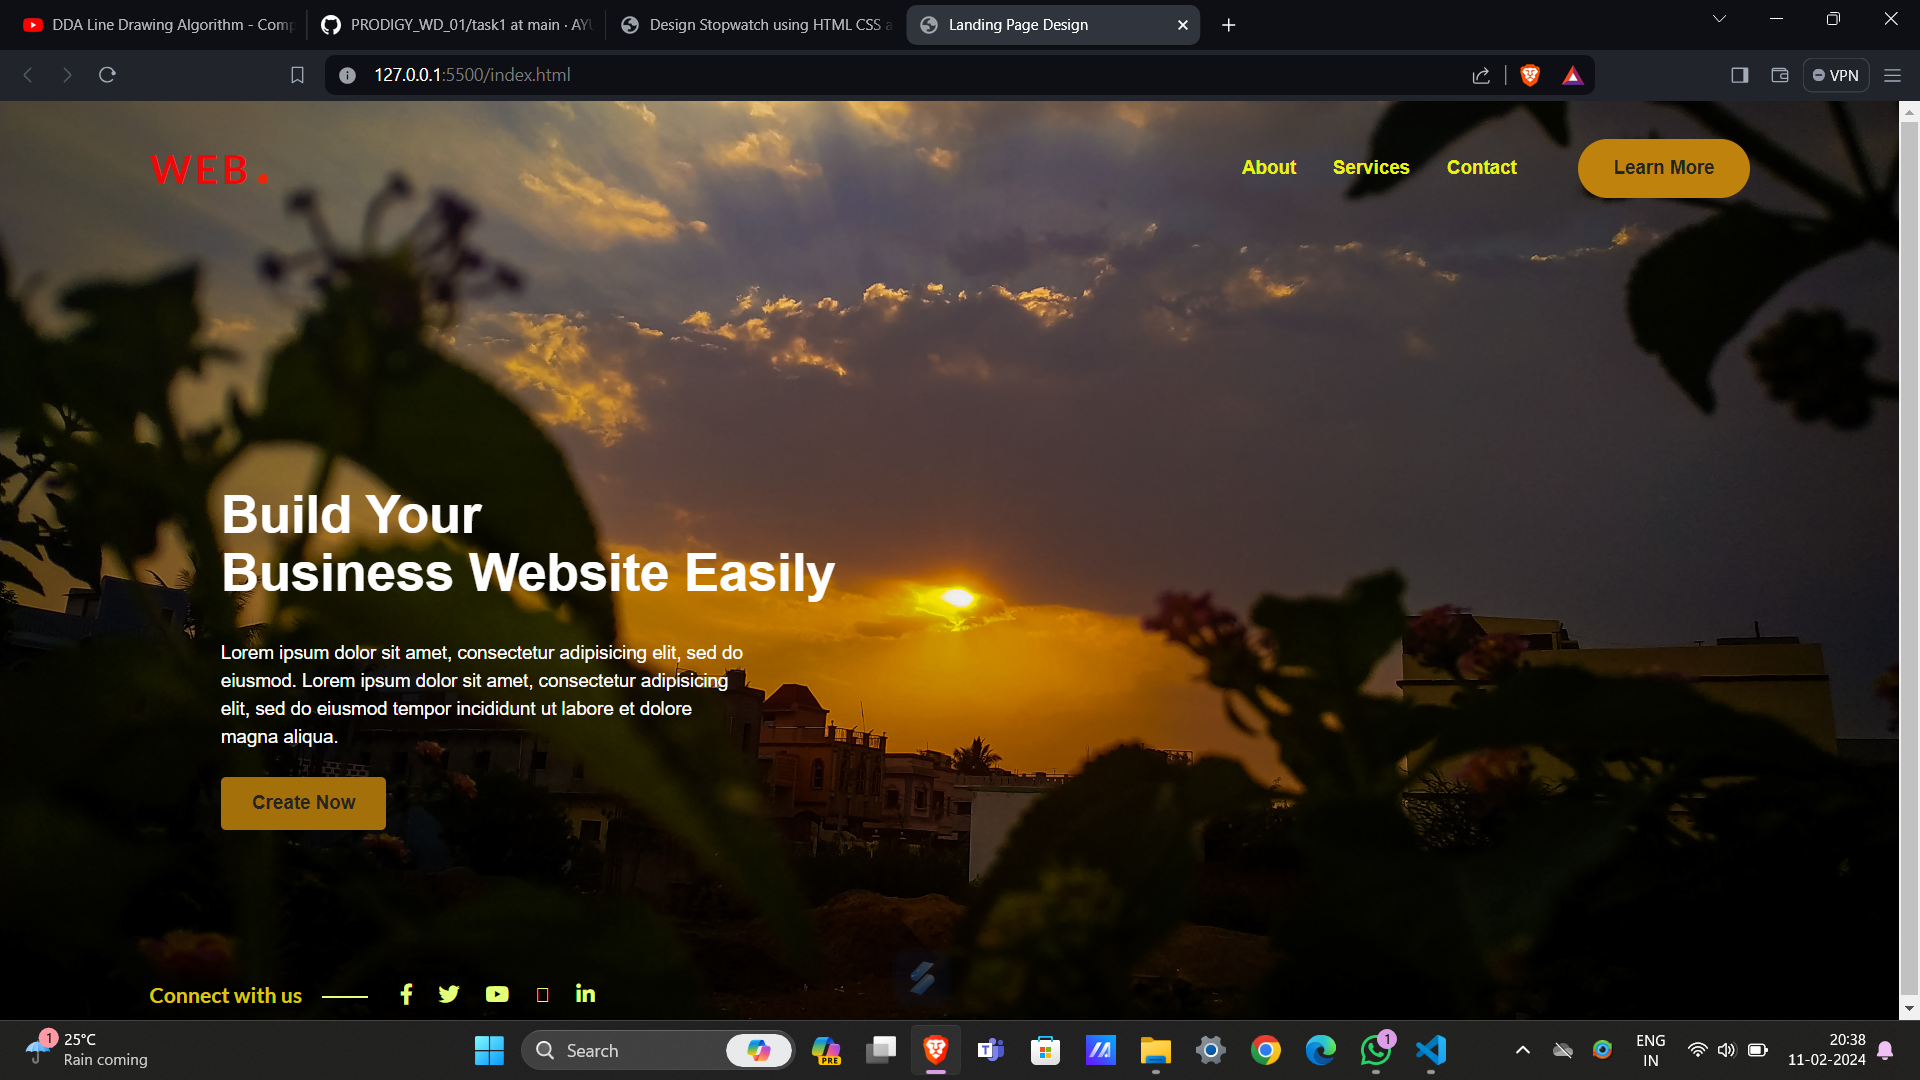 DDA Line Drawing Algorithm - Comp
PRODIGY_WD_01/task1 at main · AYU
Design Stopwatch using HTML CSS a
Landing Page Design
127.0.0.1:5500/index.html
VPN
WEB.
About
Services
Contact
Learn More
Build Your
Business Website Easily
Lorem ipsum dolor sit amet, consectetur adipisicing elit, sed do
eiusmod. Lorem ipsum dolor sit amet, consectetur adipisicing
elit, sed do eiusmod tempor incididunt ut labore et dolore
magna aliqua.
Create Now
Connect with us
1
25°C
Rain coming
Search
PRE
1
ENG
IN
20:38
11-02-2024